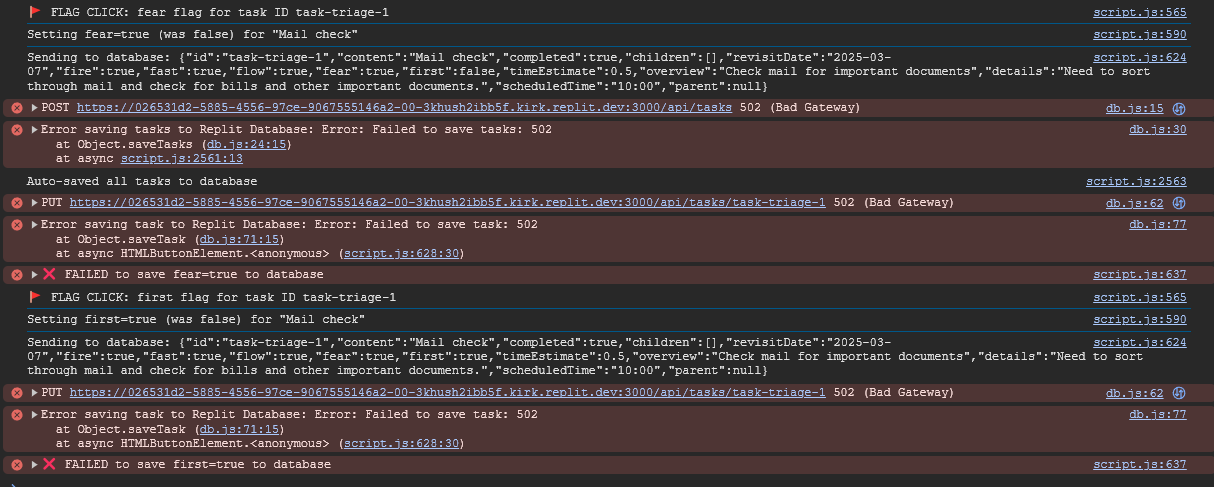 🚩 FLAG CLICK: fear flag for task ID task-triage-1 script.js:565
Setting fear=true (was false) for "Mail check" script.js:590
Sending to database: {"id":"task-triage-1","content":"Mail check","completed":true,"children":[],"revisitDate":"2025-03- script.js:624
07","fire":true,"fast":true,"flow":true,"fear":true,"first":false,"timeEstimate":0.5,"overview":"Check mail for important documents","details":"Need to sort
through mail and check for bills and other important documents.","scheduledTime":"10:00","parent":null}
POST https://026531d2-5885-4556-97ce-9067555146a2-00-3khush2ibb5f.kirk.replit.dev:3000/api/tasks 502 (Bad Gateway) db.js:15
Error saving tasks to Replit Database: Error: Failed to save tasks: 502 db.js:30
at Object.saveTasks (db.js:24:15)
at async script.js:2561:13
Auto-saved all tasks to database script.js:2563
PUT https://026531d2-5885-4556-97ce-9067555146a2-00-3khush2ibb5f.kirk.replit.dev:3000/api/tasks/task-triage-1 502 (Bad Gateway) db.js:62
Error saving task to Replit Database: Error: Failed to save task: 502 db.js:77
at Object.saveTask (db.js:71:15)
at async HTMLButtonElement.<anonymous> (script.js:628:30)
❌ FAILED to save fear=true to database script.js:637
🚩 FLAG CLICK: first flag for task ID task-triage-1 script.js:565
Setting first=true (was false) for "Mail check" script.js:590
Sending to database: {"id":"task-triage-1","content":"Mail check","completed":true,"children":[],"revisitDate":"2025-03- script.js:624
07","fire":true,"fast":true,"flow":true,"fear":true,"first":true,"timeEstimate":0.5,"overview":"Check mail for important documents","details":"Need to sort
through mail and check for bills and other important documents.","scheduledTime":"10:00","parent":null}
PUT https://026531d2-5885-4556-97ce-9067555146a2-00-3khush2ibb5f.kirk.replit.dev:3000/api/tasks/task-triage-1 502 (Bad Gateway) db.js:62
Error saving task to Replit Database: Error: Failed to save task: 502 db.js:77
at Object.saveTask (db.js:71:15)
at async HTMLButtonElement.<anonymous> (script.js:628:30)
❌ FAILED to save first=true to database script.js:637